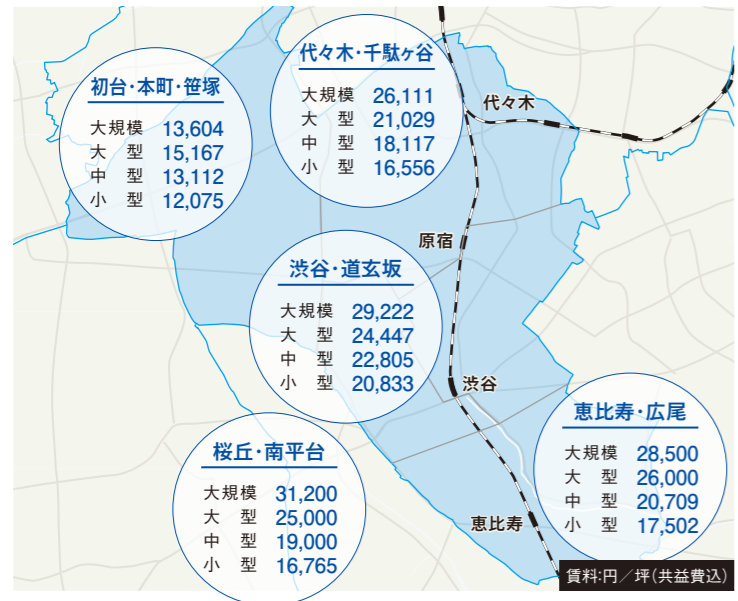 代々木・千駄ヶ谷
大規模 26,111
大型 21,029
中型 18,117
小型 16,556
初台・本町・笹塚
大規模 13,604
大型 15,167
中型 13,112
小型 12,075
代々木
原宿
渋谷・道玄坂
大規模 29,222
大型 24,447
中型 22,805
小型 20,833
渋谷
恵比寿・広尾
大規模 28,500
大型 26,000
中型 20,709
小型 17,502
桜丘・南平台
大規模 31,200
大型 25,000
中型 19,000
小型 16,765
恵比寿
賃料:円／坪(共益費込)